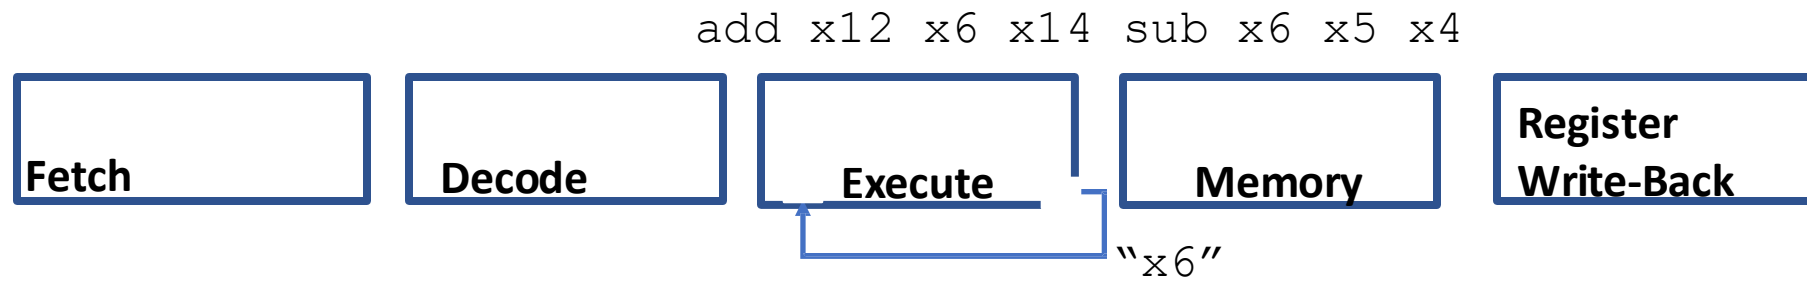 add x12 x6 x14 sub x6 x5 x4
Fetch
Decode
Execute
Memory
Register
Write-Back
“x6”